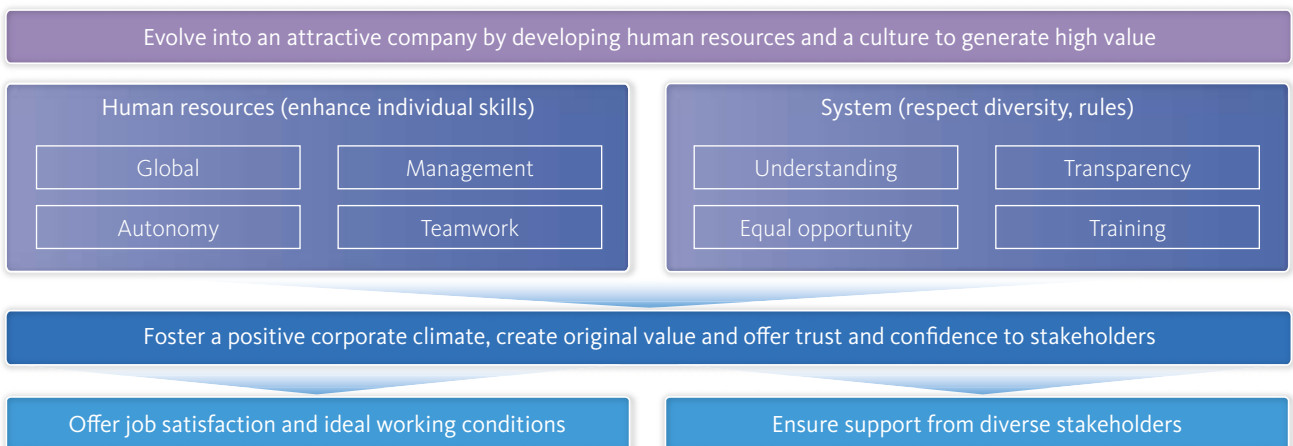 Evolve into an attractive company by developing human resources and a culture to generate high value
Human resources (enhance individual skills)
Global
Management
Autonomy
Teamwork
System (respect diversity, rules)
Understanding
Transparency
Equal opportunity
Training
Foster a positive corporate climate, create original value and offer trust and confidence to stakeholders
Offer job satisfaction and ideal working conditions
Ensure support from diverse stakeholders